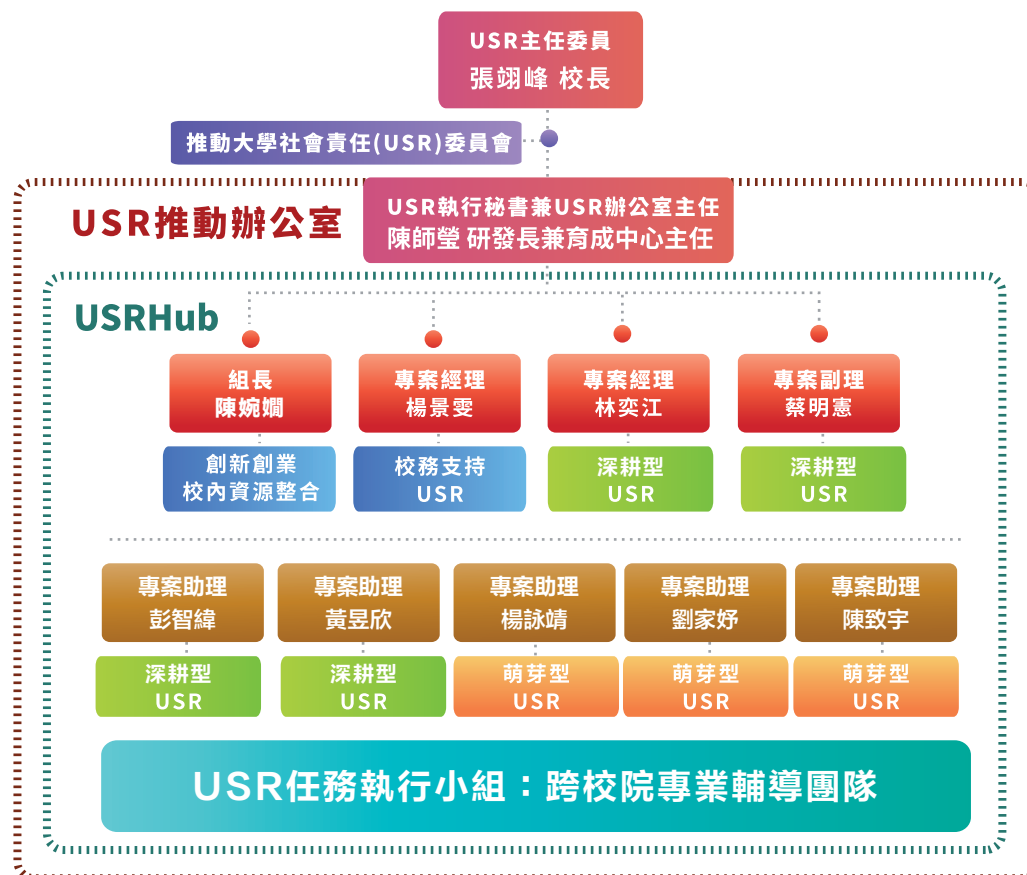 USR主任委員
張翊峰 校長
推動大學社會責任(USR)委員會
USR推動辦公室
USR執行秘書兼USR辦公室主任
陳師瑩 研發長兼育成中心主任
USRHub
組長
陳婉嫺
專案經理
楊景雯
專案經理
林奕江
專案副理
蔡明憲
創新創業
校內資源整合
校務支持
USR
深耕型
USR
深耕型
USR
專案助理
彭智緯
專案助理
黃昱欣
專案助理
楊詠靖
專案助理
劉家妤
專案助理
陳致宇
深耕型
USR
深耕型
USR
萌芽型
USR
萌芽型
USR
萌芽型
USR
USR任務執行小組：跨校院專業輔導團隊